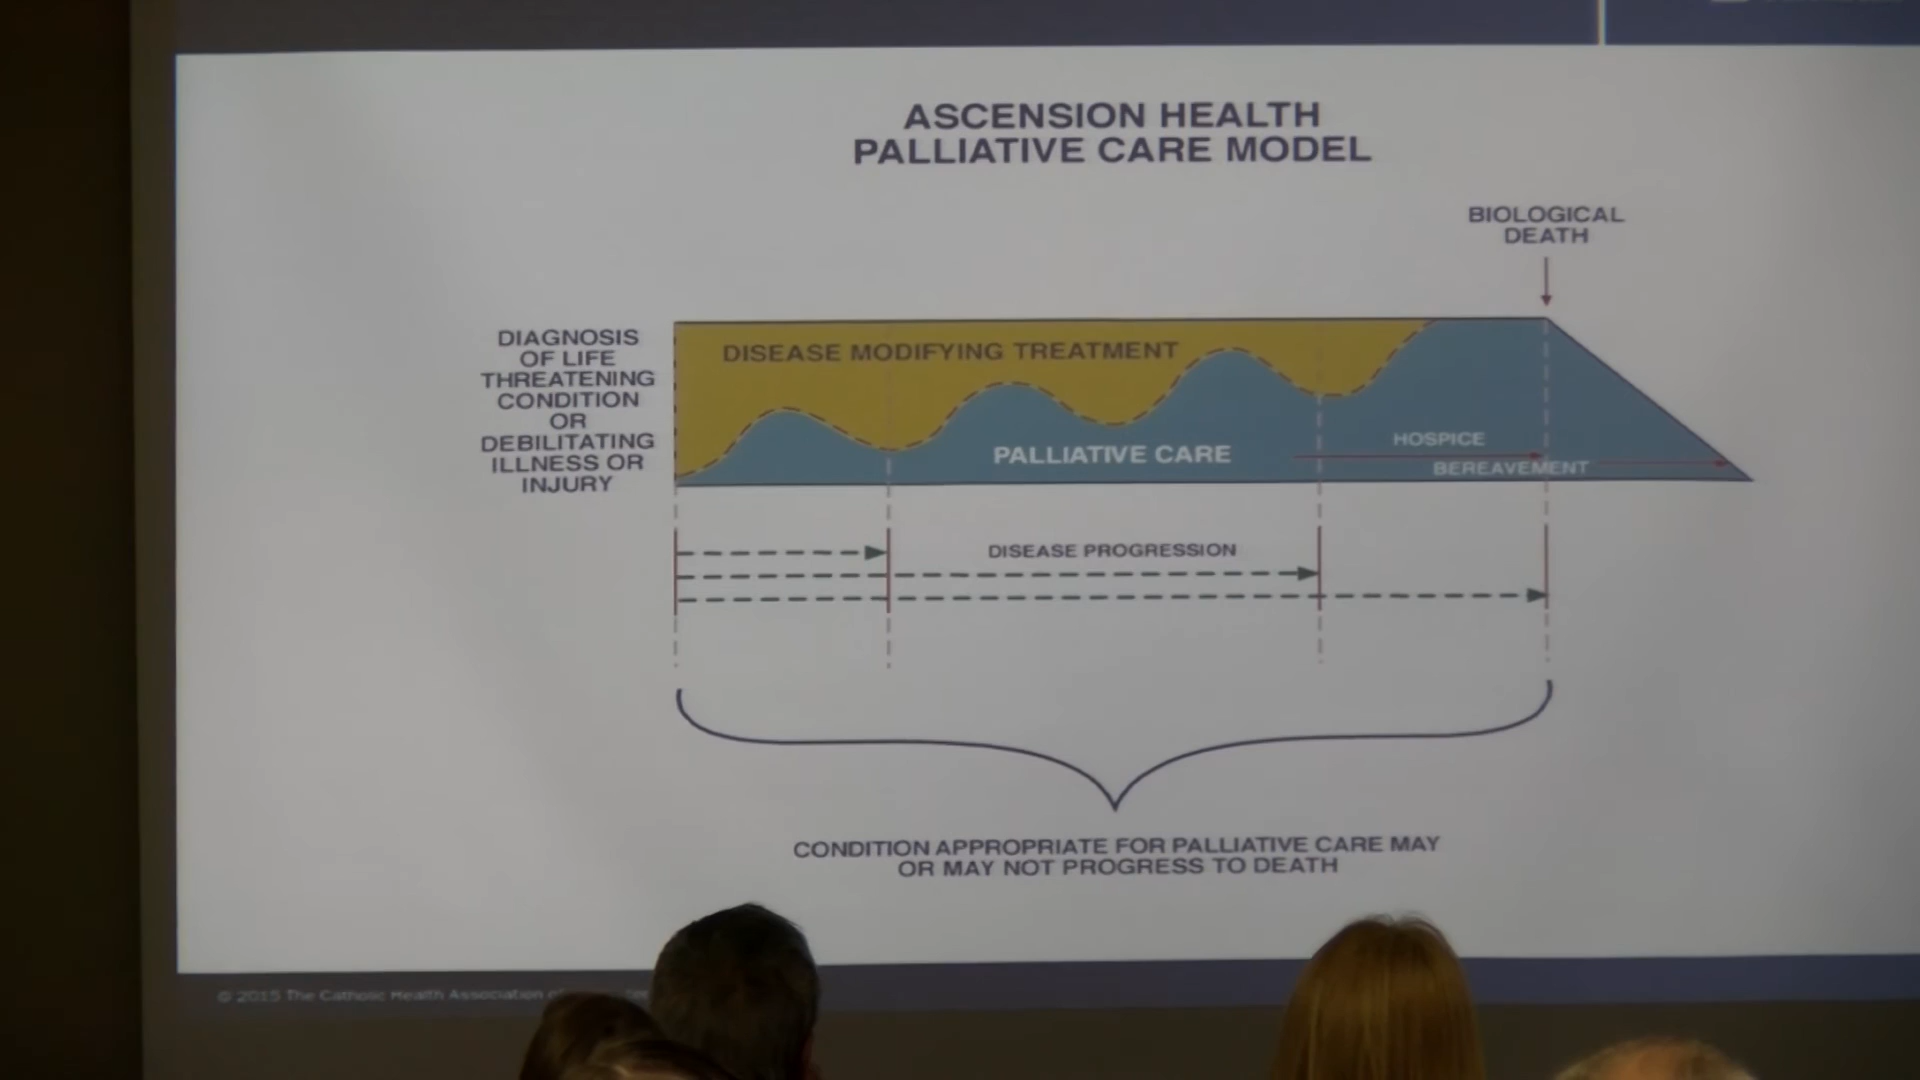 ASCENSION HEALTH
PALLIATIVE CARE MODEL
BIOLOGICAL
DEATH
DIAGNOSIS
OF LIFE
THREATENING
CONDITION
OR
DEBILITATING
ILLNESS OR
INJURY
DISEASE MODIFYING TREATMENT
PALLIATIVE CARE
HOSPICE
BEREAVEMENT
DISEASE PROGRESSION
CONDITION APPROPRIATE FOR PALLIATIVE CARE MAY
OR MAY NOT PROGRESS TO DEATH
© 2015 The Catholic Health Association